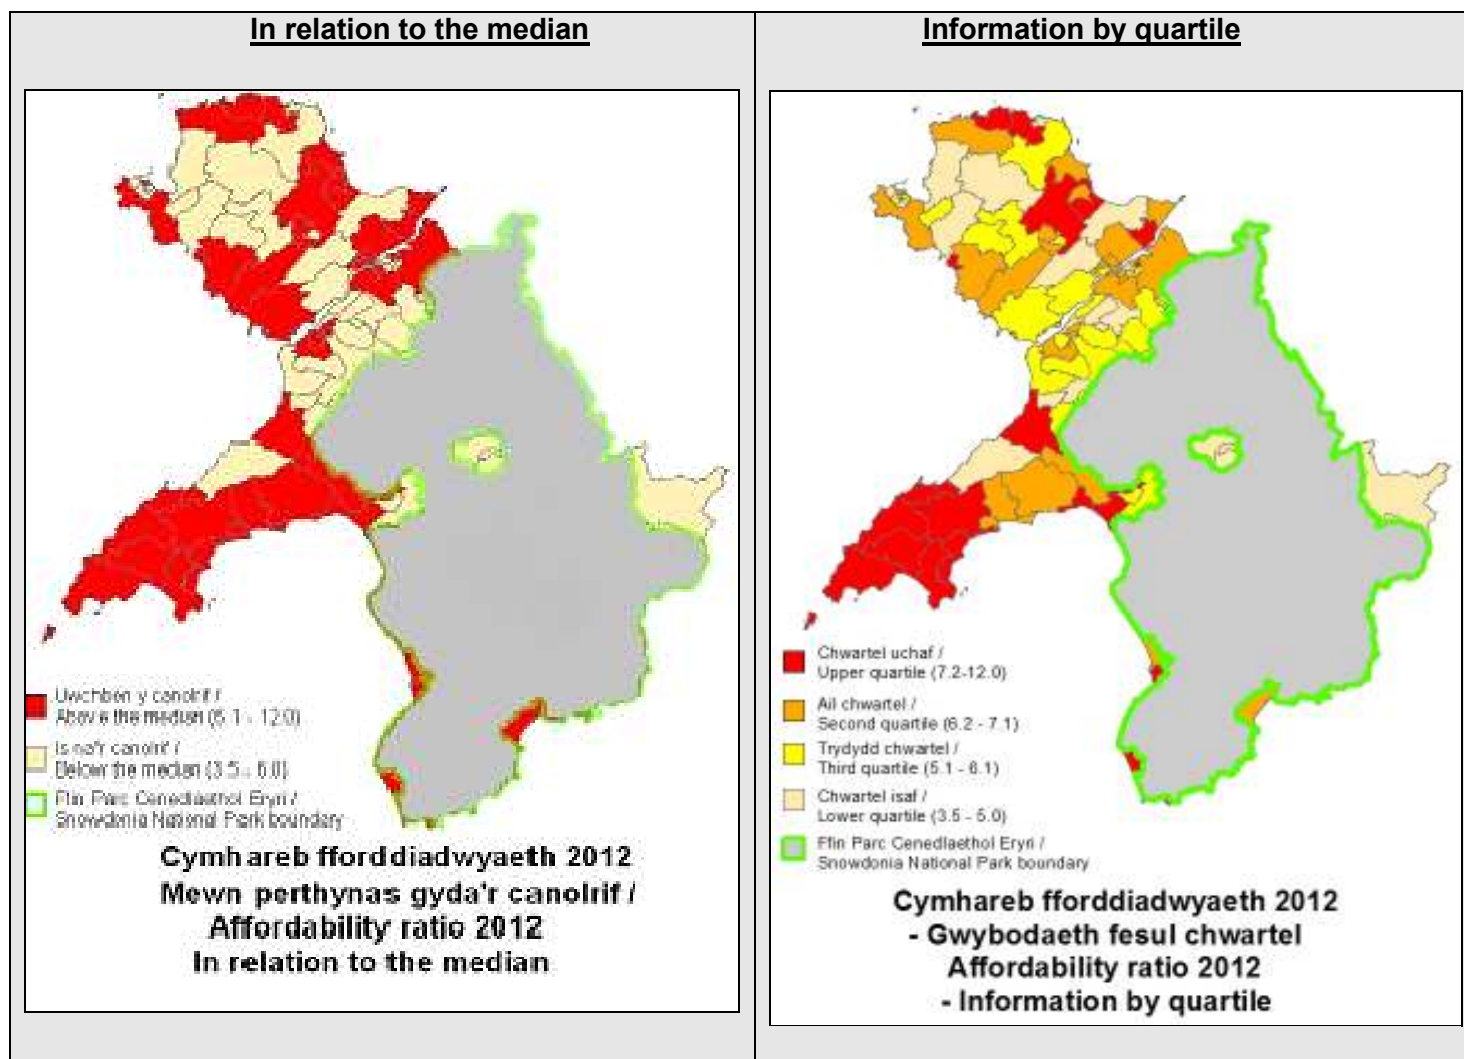 In relation to the median
Uwchben y canolrif /
Above the median (6.1 - 12.0)
Is na'r canolrif /
Below the median (3.5 - 6.0)
Ffin Parc Cenedlaethol Eryri /
Snowdonia National Park boundary
Cymhareb fforddiadwyaeth 2012
Mewn perthynas gyda'r canolrif /
Affordability ratio 2012
In relation to the median
Information by quartile
Chwartel uchaf /
Upper quartile (7.2-12.0)
Ail chwartel /
Second quartile (6.2 - 7.1)
Trydydd chwartel /
Third quartile (5.1 - 6.1)
Chwartel isaf /
Lower quartile (3.5 - 5.0)
Ffin Parc Cenedlaethol Eryri /
Snowdonia National Park boundary
Cymhareb fforddiadwyaeth 2012
- Gwybodaeth fesul chwartel
Affordability ratio 2012
- Information by quartile